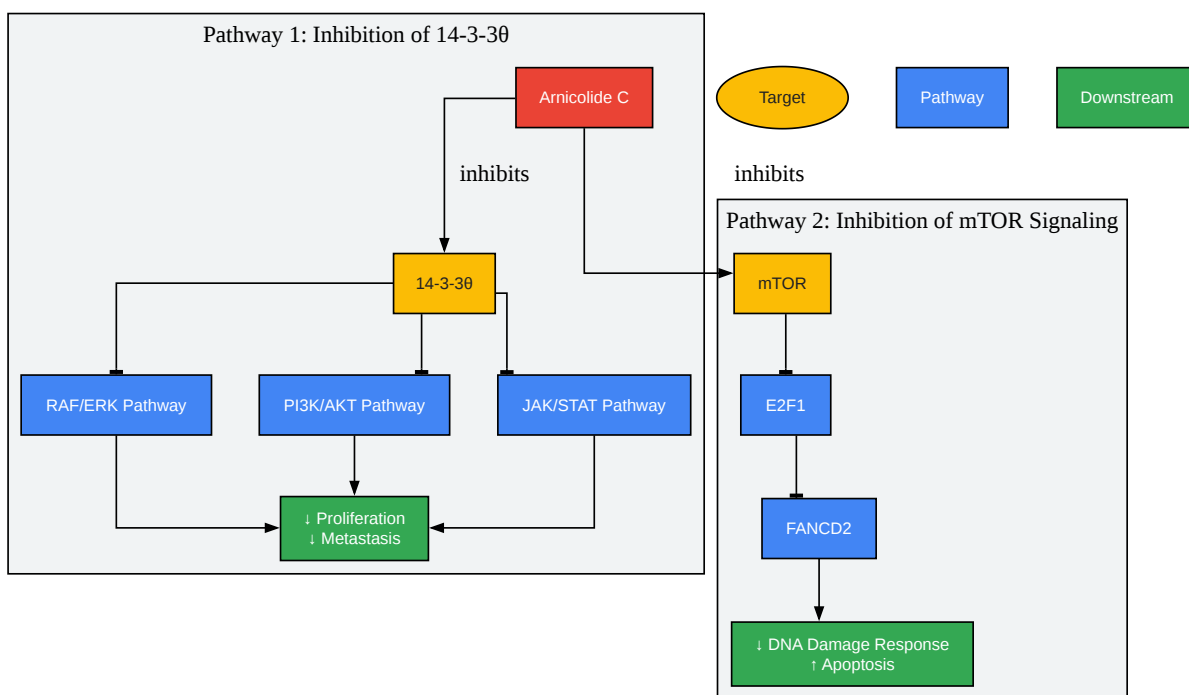 Pathway 1: Inhibition of 14-3-3θ
Arnicolide C
Target
Pathway
Downstream
inhibits
inhibits
Pathway 2: Inhibition of mTOR Signaling
14-3-3θ
mTOR
RAF/ERK Pathway
PI3K/AKT Pathway
JAK/STAT Pathway
E2F1
↓ Proliferation
↓ Metastasis
FANCD2
↓ DNA Damage Response
↑ Apoptosis